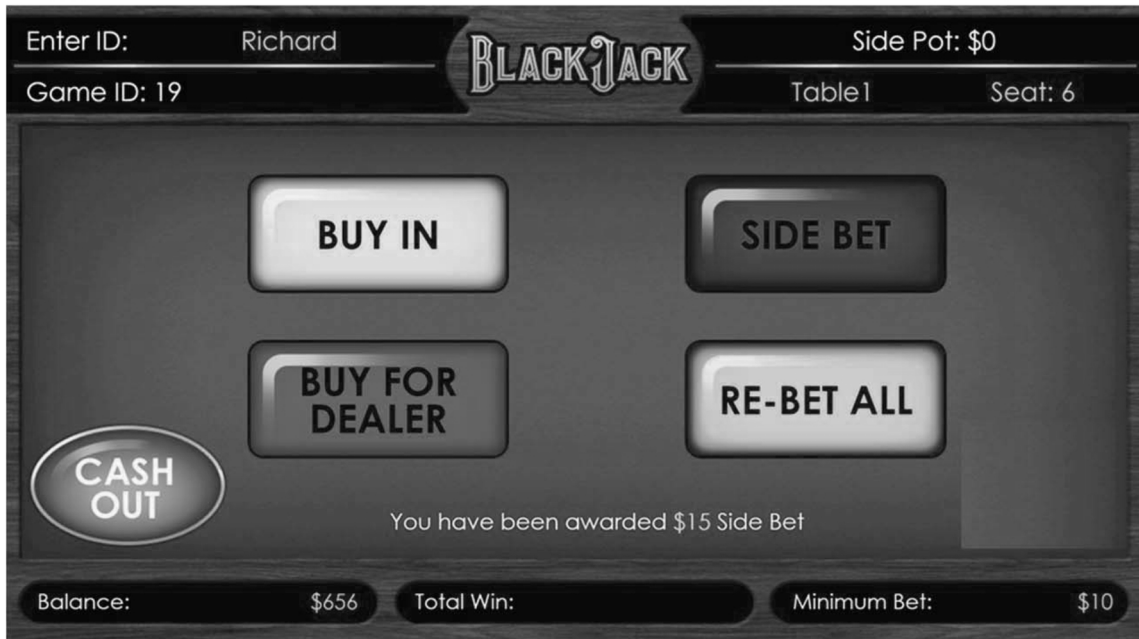 Enter ID: Richard
BLACKJACK
Side Pot: $0
Game ID: 19
Table1 Seat: 6
BUY IN
SIDE BET
BUY FOR
DEALER
RE-BET ALL
CASH
OUT
You have been awarded $15 Side Bet
Balance: $656
Total Win:
Minimum Bet: $10